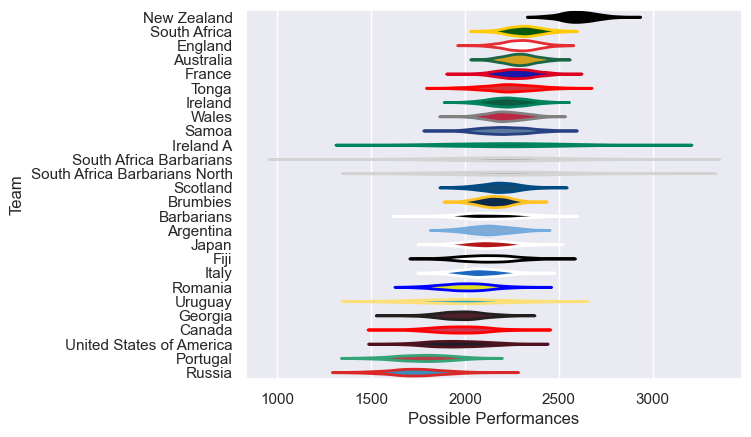 New Zealand
South Africa
England
Australia
France
Tonga
Ireland
Wales
Samoa
Ireland A
South Africa Barbarians
South Africa Barbarians North
Scotland
Brumbies
Barbarians
Argentina
Japan
Fiji
Italy
Romania
Uruguay
Georgia
Canada
United States of America
Portugal
Russia
Team
1000 1500 2000 2500 3000
Possible Performances